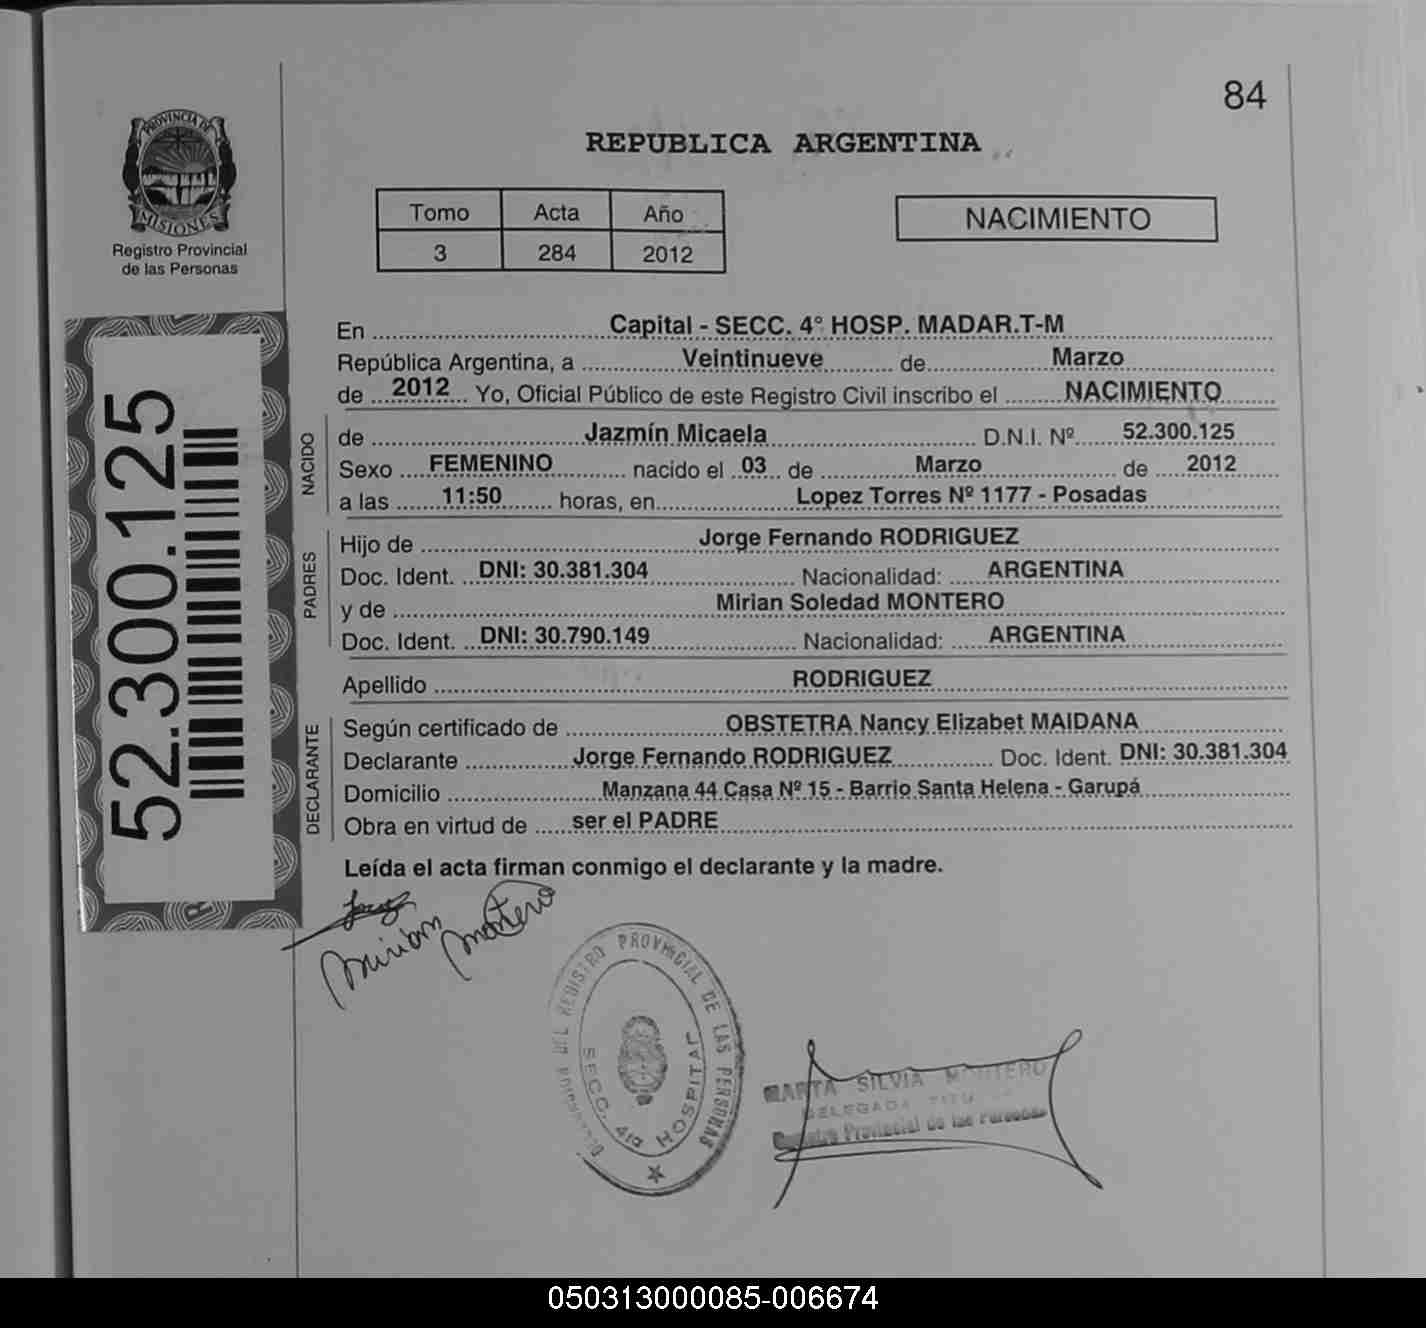 84
PROVINCIA DE
MISIONES
Registro Provincial
de las Personas
REPUBLICA ARGENTINA
Tomo Acta Año
3 284 2012
NACIMIENTO
52.300.125
En Capital - SECC. 4° HOSP. MADAR.T-M
República Argentina, a Veintinueve de Marzo
de 2012 Yo, Oficial Público de este Registro Civil inscribo el NACIMIENTO
NACIDO
de Jazmín Micaela D.N.I. Nº 52.300.125
Sexo FEMENINO nacido el 03 de Marzo de 2012
a las 11:50 horas, en Lopez Torres Nº 1177 - Posadas
PADRES
Hijo de Jorge Fernando RODRIGUEZ
Doc. Ident. DNI: 30.381.304 Nacionalidad: ARGENTINA
y de Mirian Soledad MONTERO
Doc. Ident. DNI: 30.790.149 Nacionalidad: ARGENTINA
Apellido RODRIGUEZ
DECLARANTE
Según certificado de OBSTETRA Nancy Elizabet MAIDANA
Declarante Jorge Fernando RODRIGUEZ Doc. Ident. DNI: 30.381.304
Domicilio Manzana 44 Casa Nº 15 - Barrio Santa Helena - Garupá
Obra en virtud de ser el PADRE
Leída el acta firman conmigo el declarante y la madre.
Miriam Montero
DEL REGISTRO PROVINCIAL DE LAS PERSONAS
SECC. 4ta HOSPITAL
MARTA SILVIA MONTERO
DELEGADA
Registro Provincial de las Personas
050313000085-006674